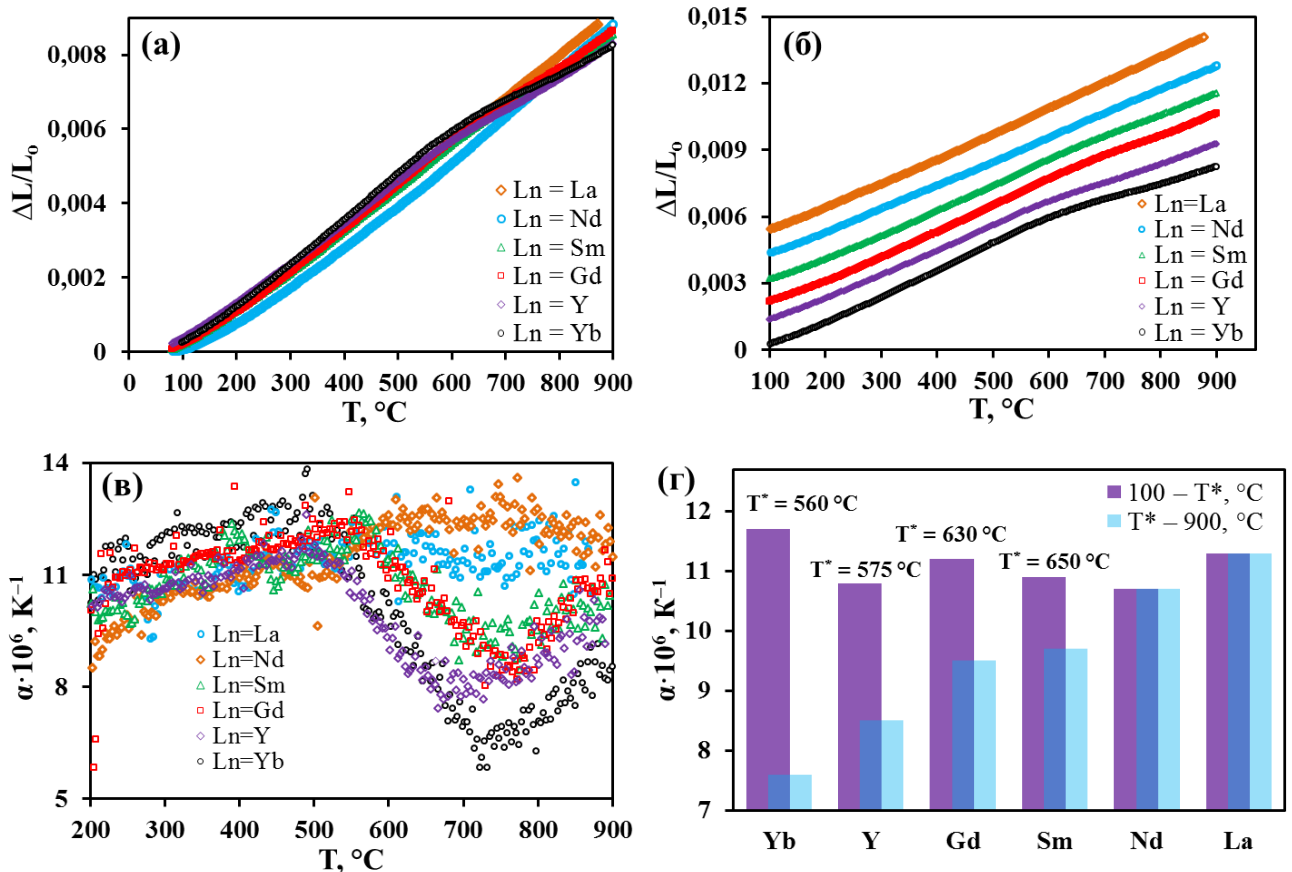 (а)
0,008
0,006
0,004
0,002
0
ΔL/Lo
Ln = La
Ln = Nd
Ln = Sm
Ln = Gd
Ln = Y
Ln = Yb
0 100 200 300 400 500 600 700 800 900
T, °C
(б)
0,015
0,012
0,009
0,006
0,003
0
ΔL/Lo
Ln=La
Ln = Nd
Ln = Sm
Ln = Gd
Ln = Y
Ln = Уb
100 200 300 400 500 600 700 800 900
T, °C
(в)
14
11
8
5
α·10⁶, K⁻¹
Ln=La
Ln=Nd
Ln=Sm
Ln=Gd
Ln=Y
Ln=Yb
200 300 400 500 600 700 800 900
T, °C
(г)
12
11
10
9
8
7
α·10⁶, К⁻¹
100 – T*, °C
T* – 900, °C
T* = 560 °C
T* = 575 °C
T* = 630 °C
T* = 650 °C
Yb Y Gd Sm Nd La